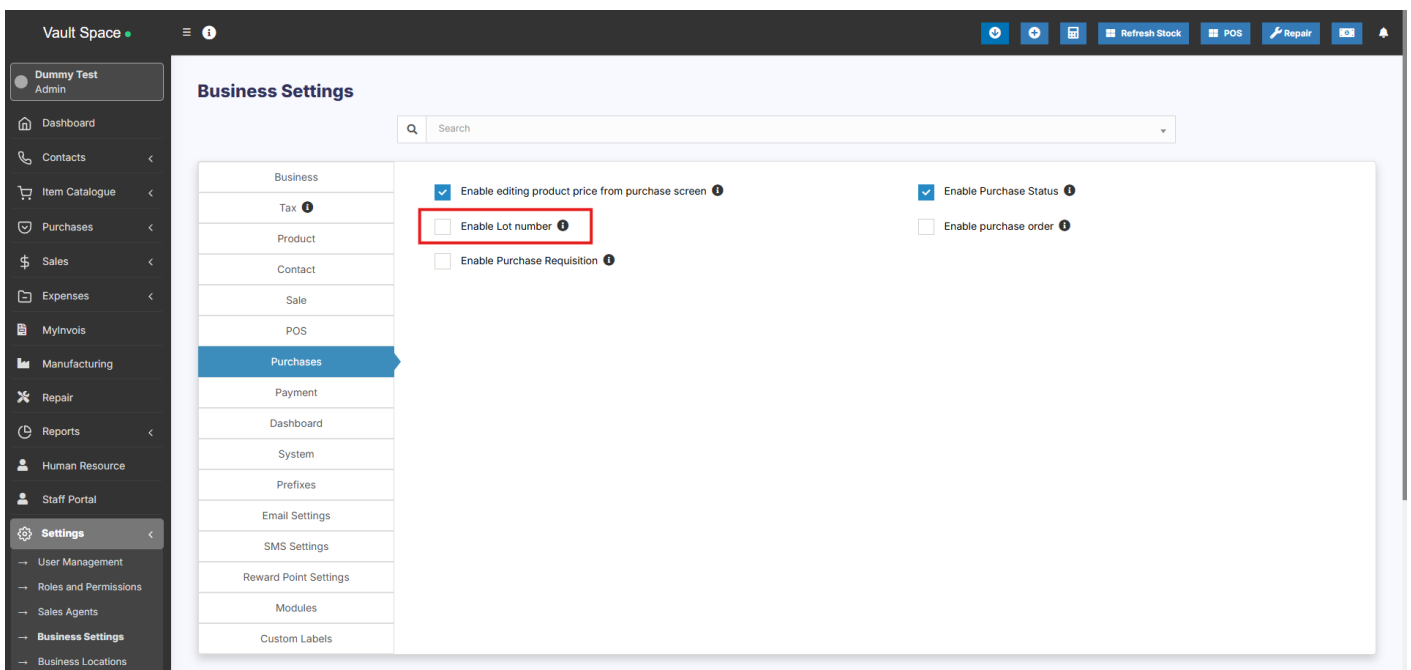 Vault Space
Refresh Stock
POS
Repair
Dummy Test
Admin
Dashboard
Contacts
Item Catalogue
Purchases
Sales
Expenses
MyInvois
Manufacturing
Repair
Reports
Human Resource
Staff Portal
Settings
→ User Management
→ Roles and Permissions
→ Sales Agents
→ Business Settings
→ Business Locations
Business Settings
Search
Business
Tax
Product
Contact
Sale
POS
Purchases
Payment
Dashboard
System
Prefixes
Email Settings
SMS Settings
Reward Point Settings
Modules
Custom Labels
Enable editing product price from purchase screen
Enable Purchase Status
Enable Lot number
Enable purchase order
Enable Purchase Requisition